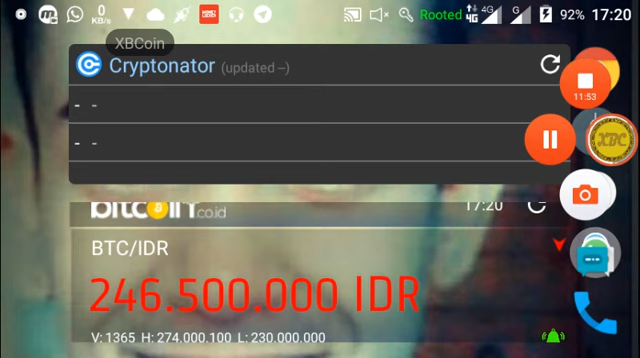 0
KB/s
Rooted
4G
4G
G
92%
17:20
XBCoin
Cryptonator (updated --)
11:53
- -
- -
XBC
bitcoin.co.id
17:20
BTC/IDR
246.500.000 IDR
V: 1365 H: 274.000.100 L: 230.000.000